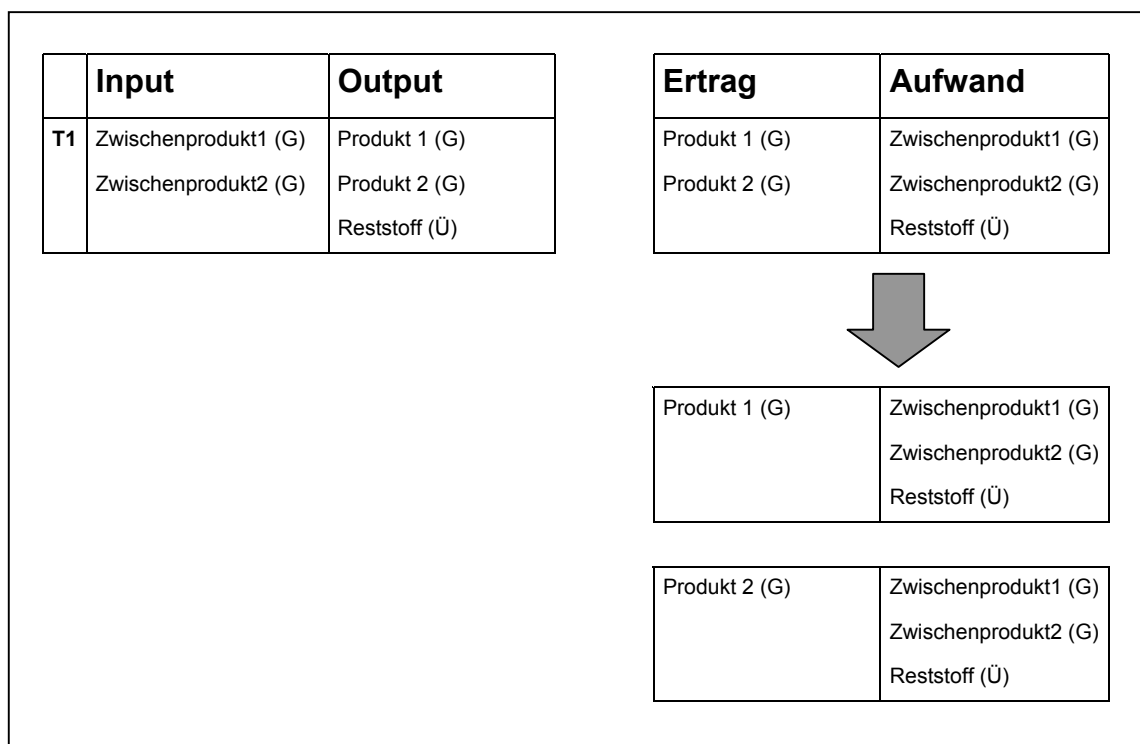 Input Output
T1 Zwischenprodukt1 (G) Produkt 1 (G)
Zwischenprodukt2 (G) Produkt 2 (G)
Reststoff (Ü)
Ertrag Aufwand
Produkt 1 (G) Zwischenprodukt1 (G)
Produkt 2 (G) Zwischenprodukt2 (G)
Reststoff (Ü)
Produkt 1 (G) Zwischenprodukt1 (G)
Zwischenprodukt2 (G)
Reststoff (Ü)
Produkt 2 (G) Zwischenprodukt1 (G)
Zwischenprodukt2 (G)
Reststoff (Ü)